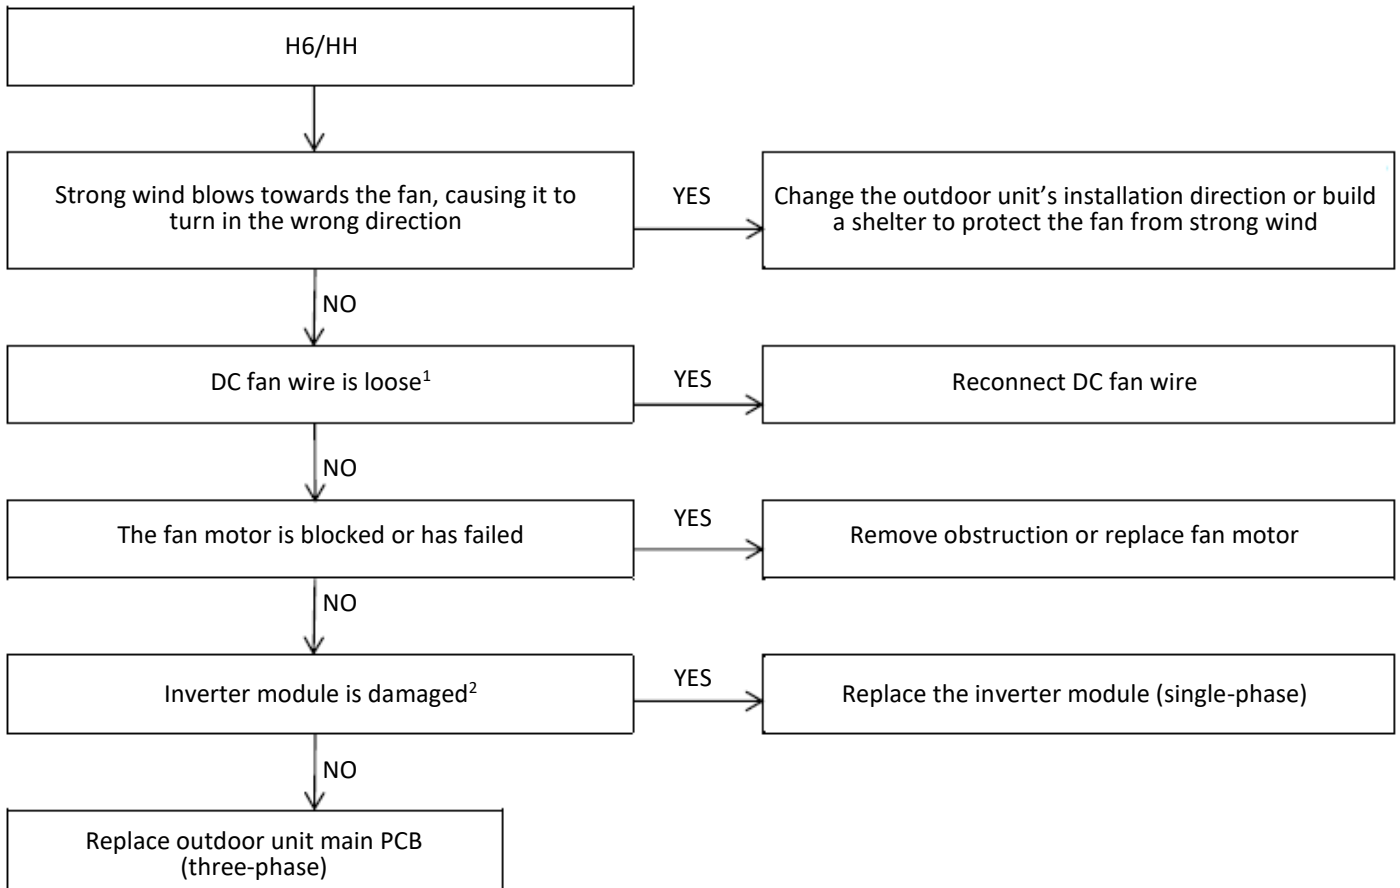 H6/HH
Strong wind blows towards the fan, causing it to
turn in the wrong direction
YES
Change the outdoor unit’s installation direction or build
a shelter to protect the fan from strong wind
NO
DC fan wire is loose¹
YES
Reconnect DC fan wire
NO
The fan motor is blocked or has failed
YES
Remove obstruction or replace fan motor
NO
Inverter module is damaged²
YES
Replace the inverter module (single-phase)
NO
Replace outdoor unit main PCB
(three-phase)